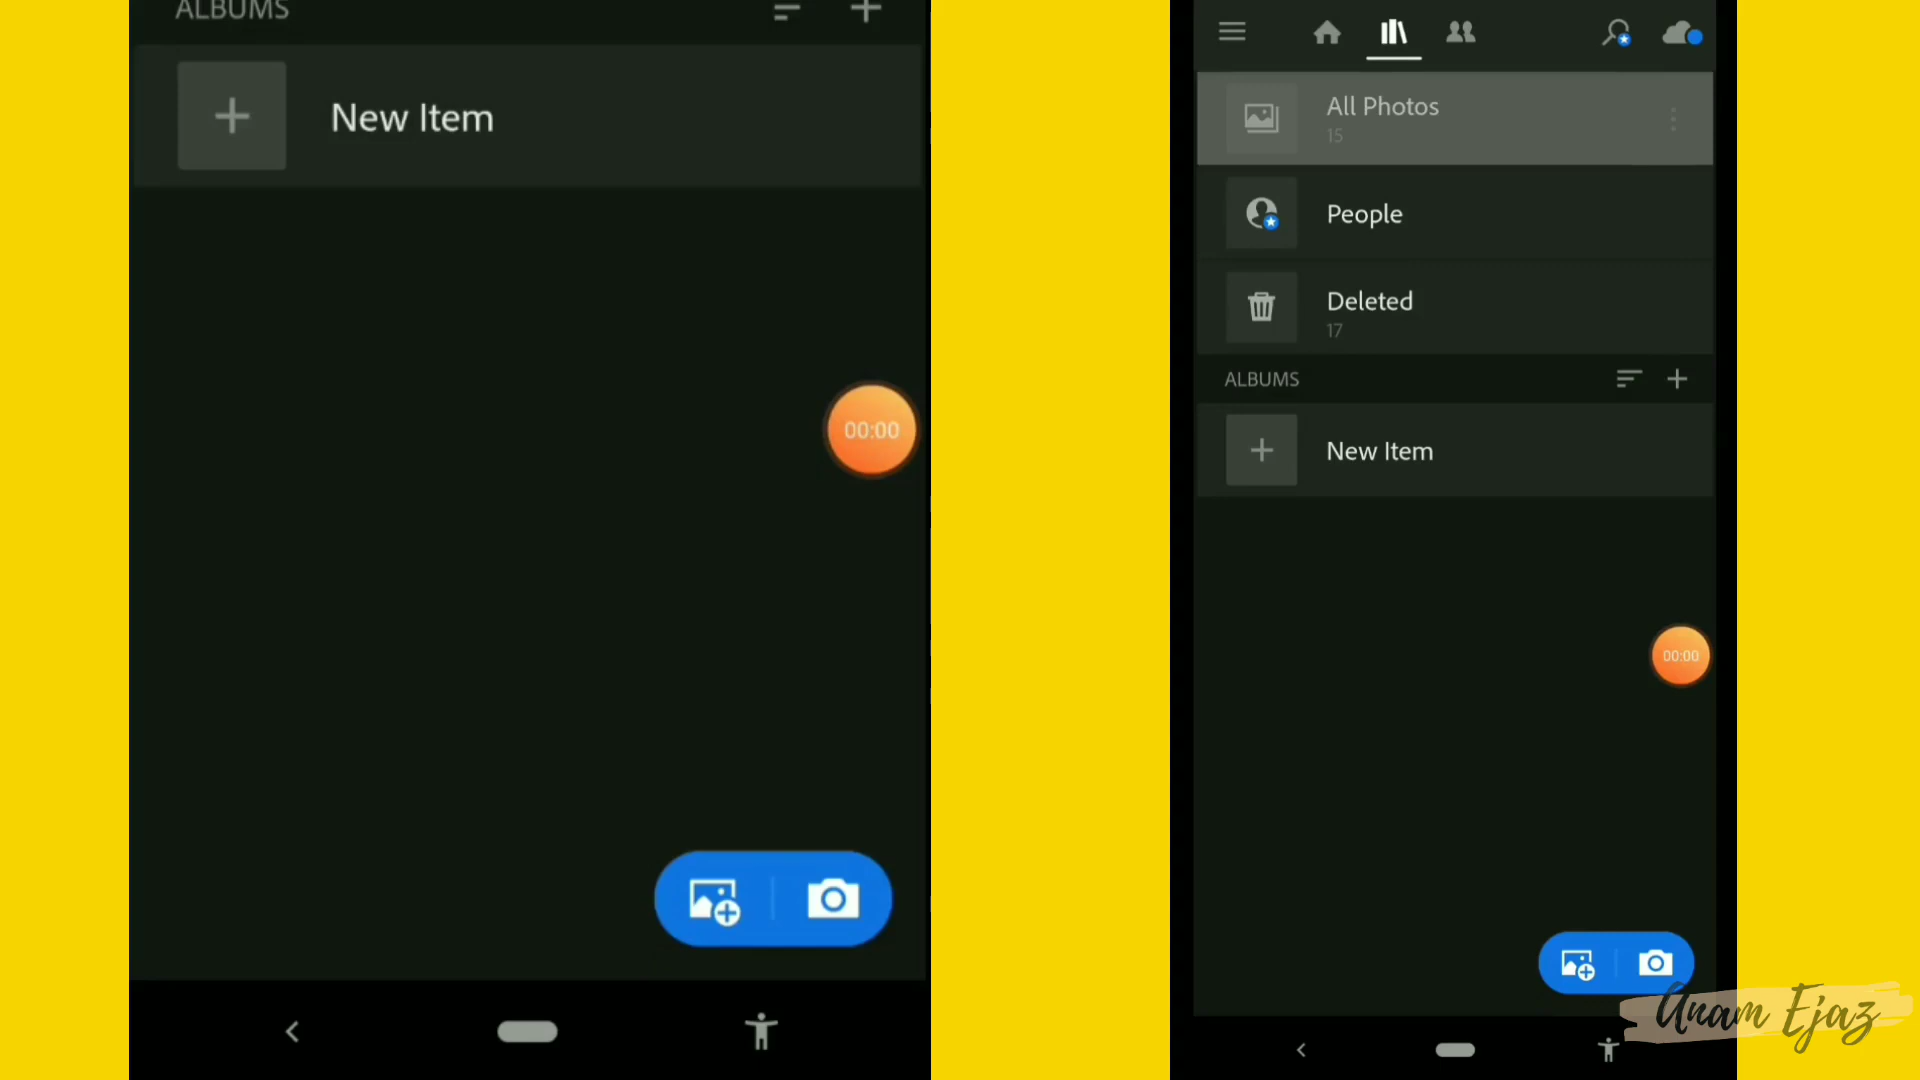 ALBUMS
New Item
00:00
All Photos
15
People
Deleted
17
ALBUMS
New Item
00:00
Anam Ejaz